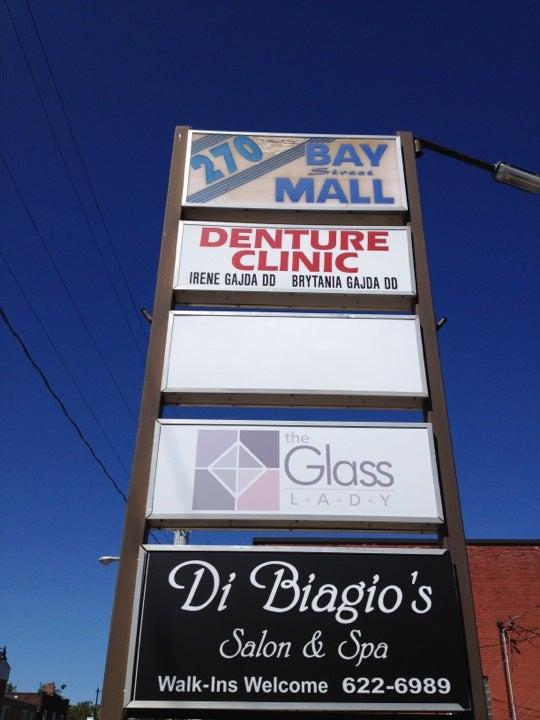 270 BAY
Street
MALL
DENTURE
CLINIC
IRENE GAJDA DD BRYTANIA GAJDA DD
the
Glass
L·A·D·Y
Di Biagio's
Salon & Spa
Walk-Ins Welcome 622-6989